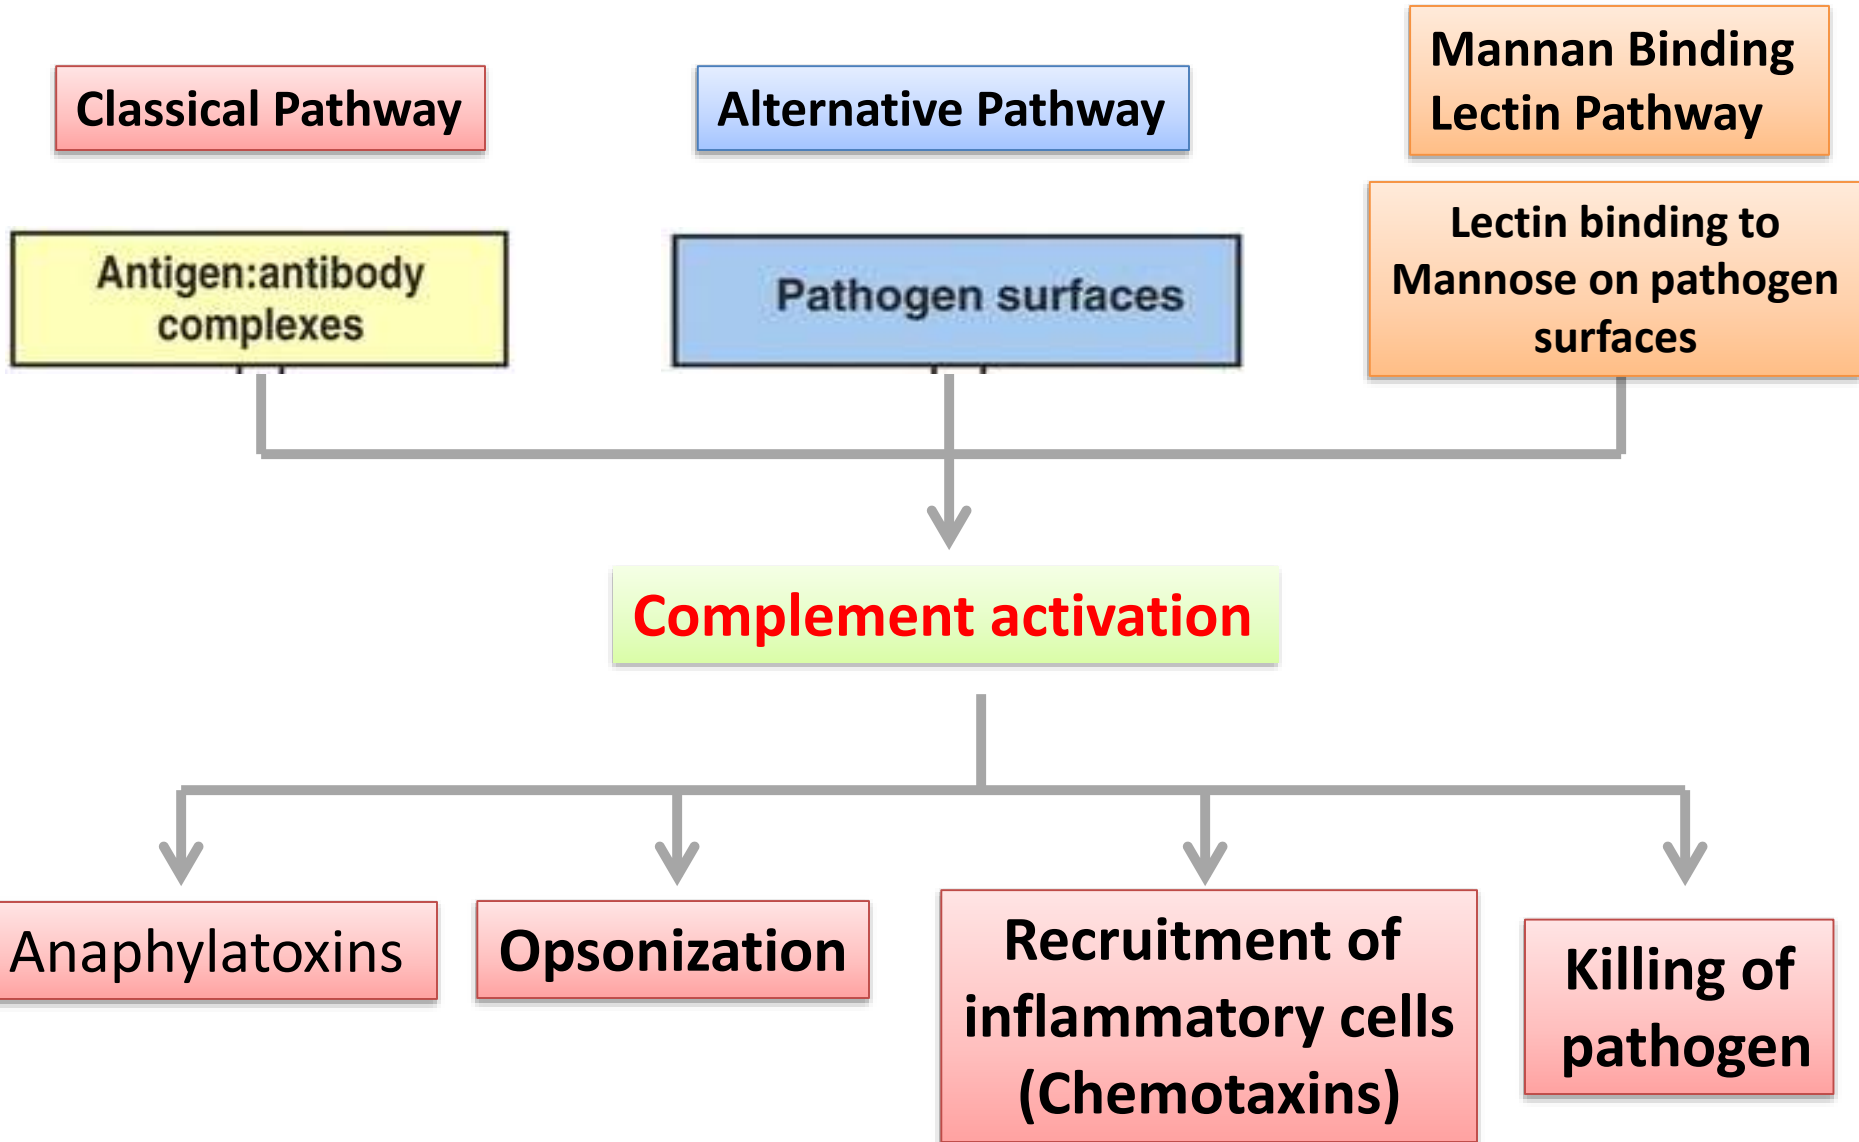 Classical Pathway
Alternative Pathway
Mannan Binding
Lectin Pathway
Antigen:antibody
complexes
Pathogen surfaces
Lectin binding to
Mannose on pathogen
surfaces
Complement activation
Anaphylatoxins
Opsonization
Recruitment of
inflammatory cells
(Chemotaxins)
Killing of
pathogen